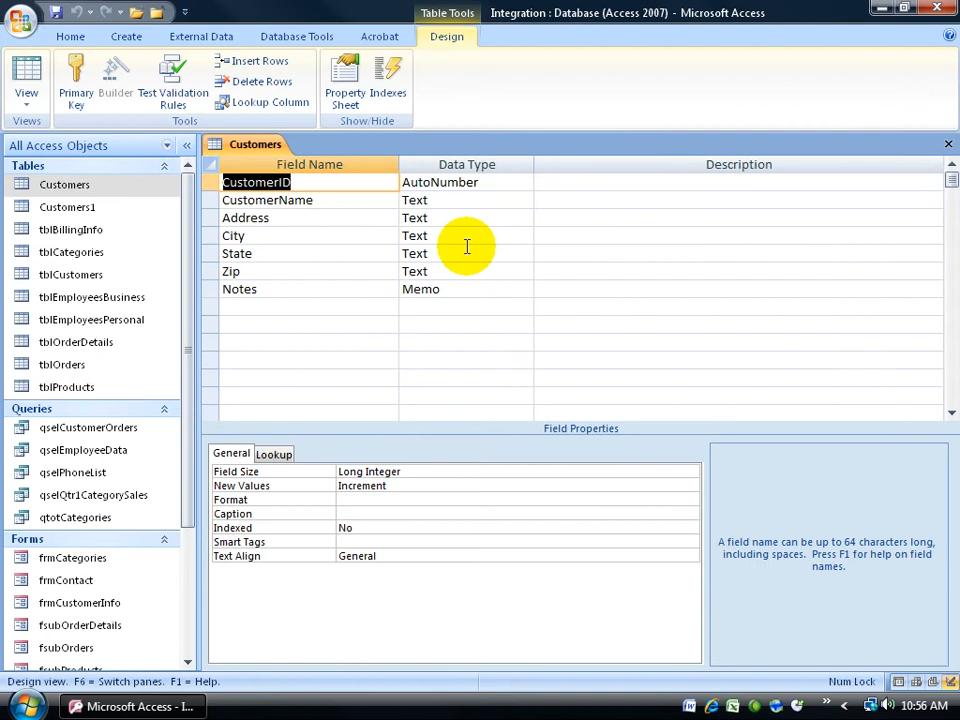 Table Tools
Integration : Database (Access 2007) - Microsoft Access
Home Create External Data Database Tools Acrobat Design
View
Primary Key
Builder
Test Validation Rules
Insert Rows
Delete Rows
Lookup Column
Property Sheet
Indexes
Views Tools Show/Hide
All Access Objects
Tables
Customers
Customers1
tblBillingInfo
tblCategories
tblCustomers
tblEmployeesBusiness
tblEmployeesPersonal
tblOrderDetails
tblOrders
tblProducts
Queries
qselCustomerOrders
qselEmployeeData
qselPhoneList
qselQtr1CategorySales
qtotCategories
Forms
frmCategories
frmContact
frmCustomerInfo
fsubOrderDetails
fsubOrders
fsubProducts
Customers
Field Name Data Type Description
CustomerID AutoNumber
CustomerName Text
Address Text
City Text
State Text
Zip Text
Notes Memo
Field Properties
General Lookup
Field Size Long Integer
New Values Increment
Format
Caption
Indexed No
Smart Tags
Text Align General
A field name can be up to 64 characters long,
including spaces. Press F1 for help on field
names.
Design view. F6 = Switch panes. F1 = Help.
Num Lock
Microsoft Access - I...
10:56 AM